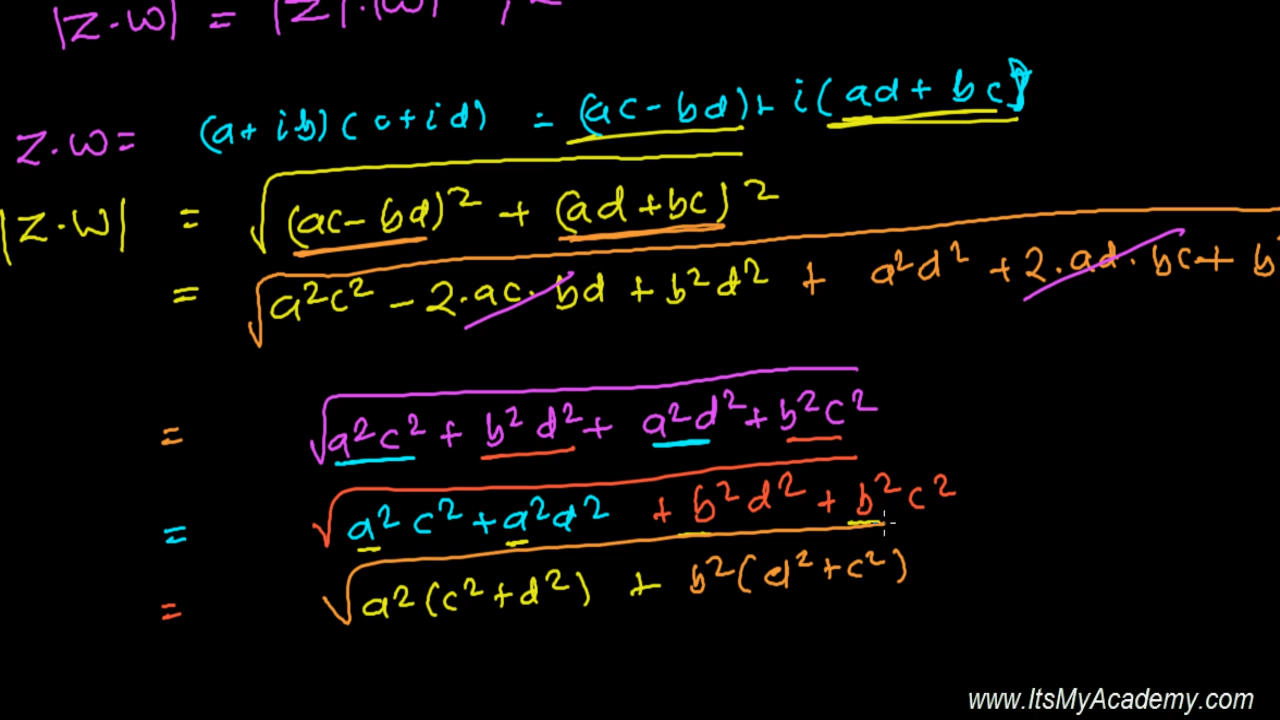 |z·w| = |z|·|w|
z·w = (a+ib)(c+id) = (ac-bd)+i(ad+bc)
|z·w| = √(ac-bd)² + (ad+bc)²
= √a²c² - 2·ac·bd + b²d² + a²d² + 2·ad·bc + b
= √a²c² + b²d² + a²d² + b²c²
= √a²c² + a²d² + b²d² + b²c²
= √a²(c²+d²) + b²(d²+c²)
www.ItsMyAcademy.com